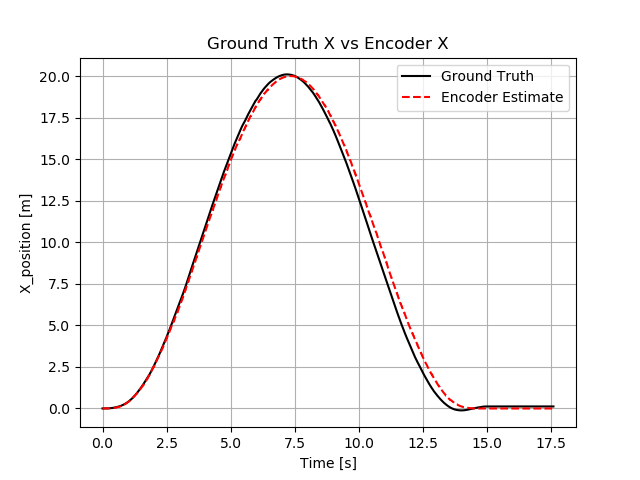 Ground Truth X vs Encoder X
Ground Truth
Encoder Estimate
X_position [m]
20.0
17.5
15.0
12.5
10.0
7.5
5.0
2.5
0.0
0.0 2.5 5.0 7.5 10.0 12.5 15.0 17.5
Time [s]